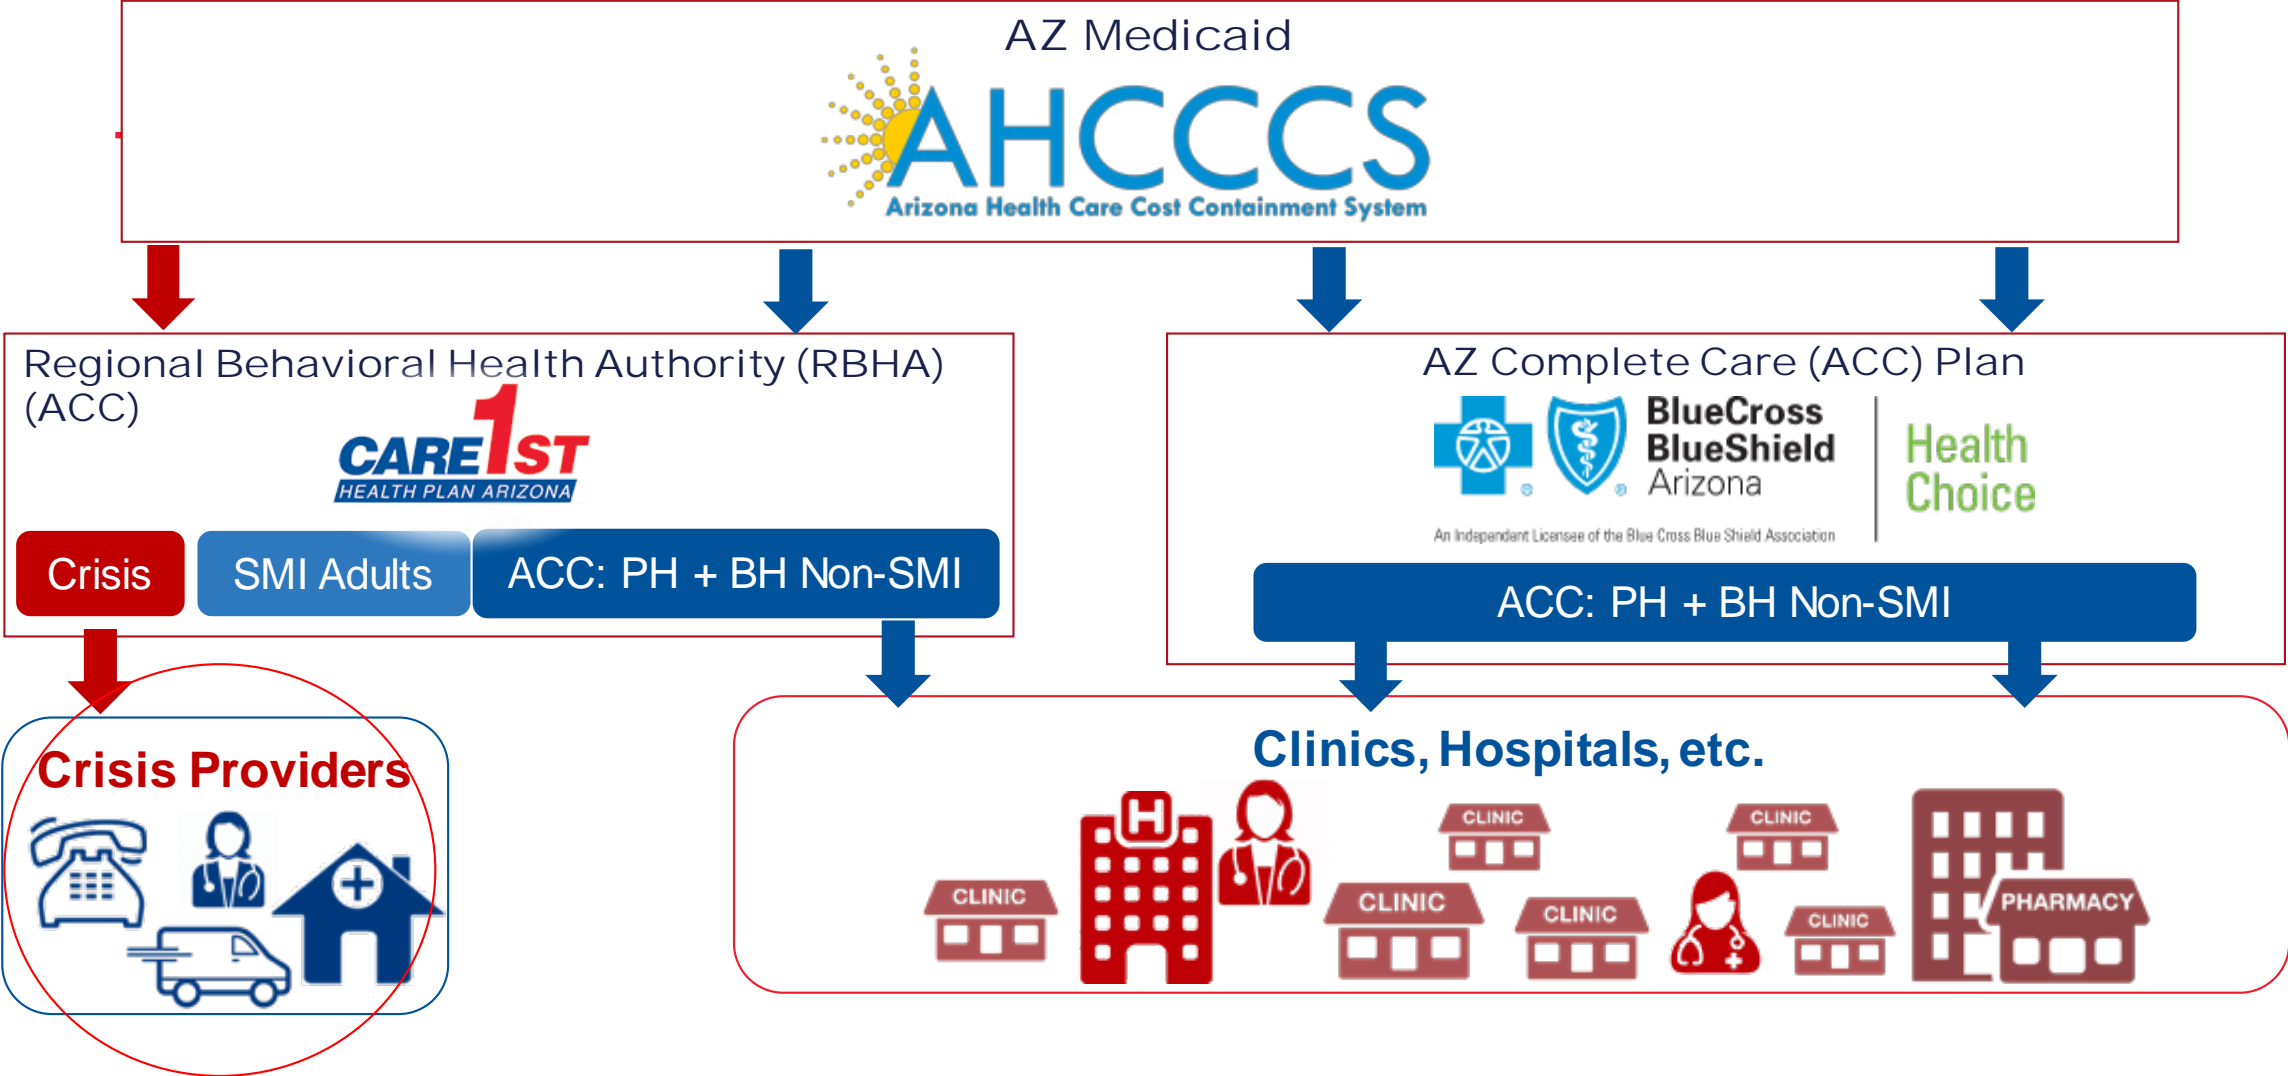 AZ Medicaid
AHCCCS
Arizona Health Care Cost Containment System
Regional Behavioral Health Authority (RBHA)
(ACC)
CARE1ST
HEALTH PLAN ARIZONA
Crisis
SMI Adults
ACC: PH + BH Non-SMI
AZ Complete Care (ACC) Plan
BlueCross
BlueShield
Arizona
® ®
An Independent Licensee of the Blue Cross Blue Shield Association
Health
Choice
ACC: PH + BH Non-SMI
Crisis Providers
Clinics, Hospitals, etc.
H
CLINIC
CLINIC
CLINIC
CLINIC
CLINIC
CLINIC
PHARMACY